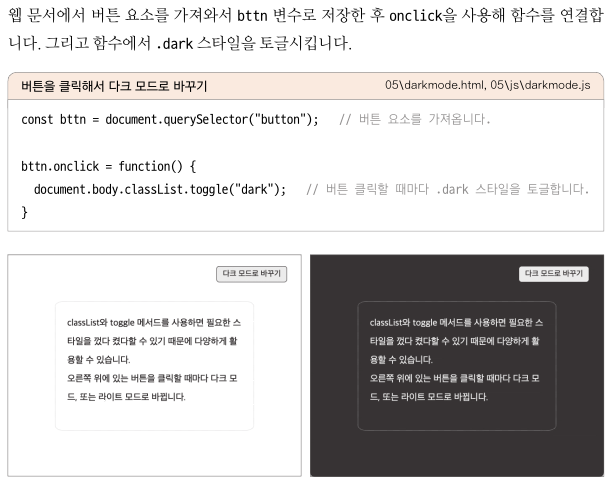 웹 문서에서 버튼 요소를 가져와서 bttn 변수로 저장한 후 onclick을 사용해 함수를 연결합
니다. 그리고 함수에서 .dark 스타일을 토글시킵니다.
버튼을 클릭해서 다크 모드로 바꾸기 05\darkmode.html, 05\js\darkmode.js
const bttn = document.querySelector("button"); // 버튼 요소를 가져옵니다.
bttn.onclick = function() {
document.body.classList.toggle("dark"); // 버튼 클릭할 때마다 .dark 스타일을 토글합니다.
}
다크 모드로 바꾸기
classList와 toggle 메서드를 사용하면 필요한 스
타일을 껐다 켰다할 수 있기 때문에 다양하게 활
용할 수 있습니다.
오른쪽 위에 있는 버튼을 클릭할 때마다 다크 모
드, 또는 라이트 모드로 바뀝니다.
다크 모드로 바꾸기
classList와 toggle 메서드를 사용하면 필요한 스
타일을 껐다 켰다할 수 있기 때문에 다양하게 활
용할 수 있습니다.
오른쪽 위에 있는 버튼을 클릭할 때마다 다크 모
드, 또는 라이트 모드로 바뀝니다.